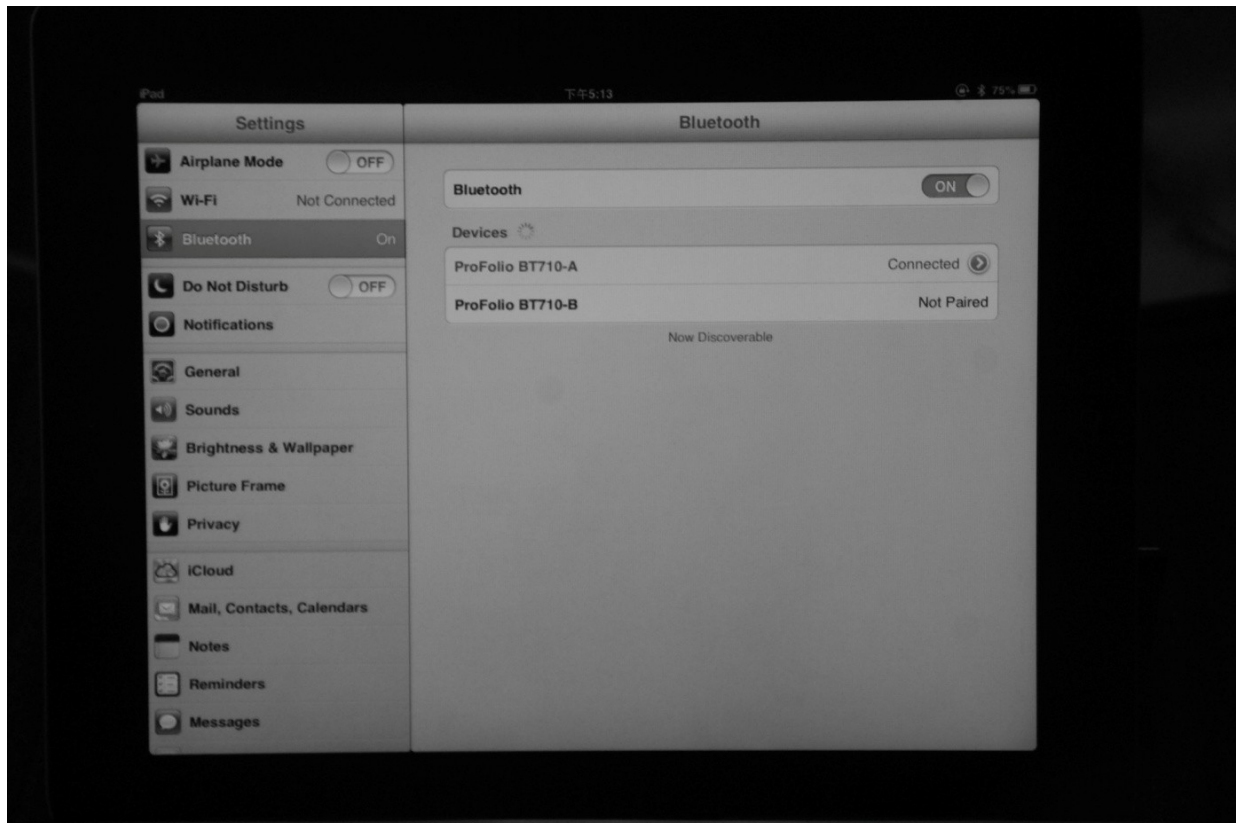 iPad 下午5:13 75%
Settings
Airplane Mode OFF
Wi-Fi Not Connected
Bluetooth On
Do Not Disturb OFF
Notifications
General
Sounds
Brightness & Wallpaper
Picture Frame
Privacy
iCloud
Mail, Contacts, Calendars
Notes
Reminders
Messages
Bluetooth
Bluetooth ON
Devices
ProFolio BT710-A Connected
ProFolio BT710-B Not Paired
Now Discoverable